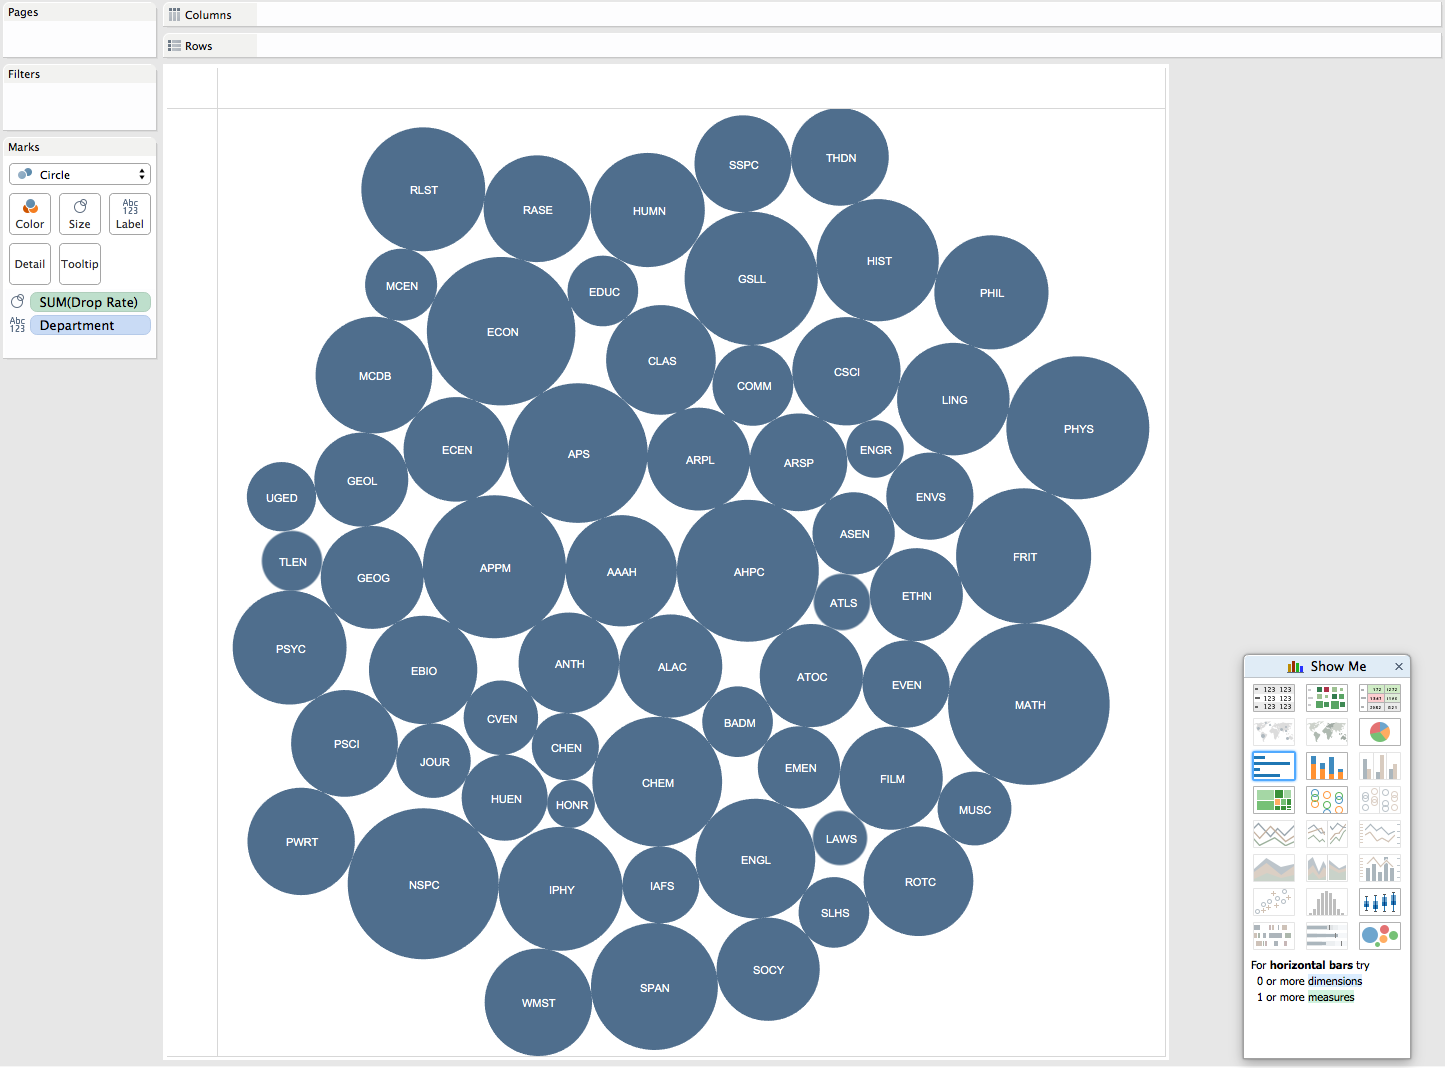 Pages
Columns
Rows
Filters
Marks
Circle
Color
Size
Abc
123
Label
Detail
Tooltip
SUM(Drop Rate)
Abc
123
Department
SSPC
THDN
RLST
RASE
HUMN
MCEN
EDUC
GSLL
HIST
PHIL
ECON
CLAS
MCDB
COMM
CSCI
LING
PHYS
ECEN
APS
ARPL
ARSP
ENGR
GEOL
UGED
ENVS
ASEN
TLEN
GEOG
APPM
AAAH
AHPC
FRIT
ATLS
ETHN
PSYC
EBIO
ANTH
ALAC
ATOC
EVEN
MATH
CVEN
BADM
PSCI
JOUR
CHEN
CHEM
EMEN
FILM
HUEN
HONR
MUSC
PWRT
LAWS
NSPC
IPHY
IAFS
ENGL
ROTC
SLHS
WMST
SPAN
SOCY
Show Me
×
For horizontal bars try
0 or more dimensions
1 or more measures